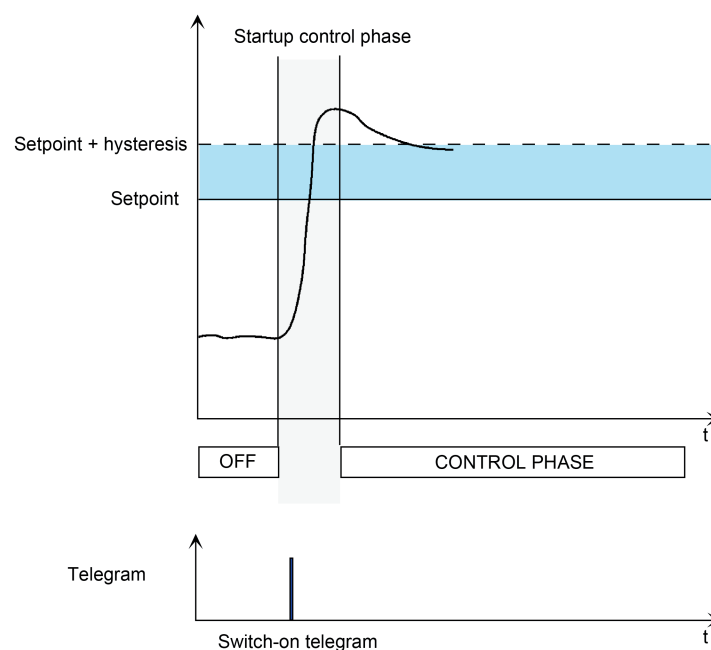 Startup control phase
Setpoint + hysteresis
Setpoint
t
OFF
CONTROL PHASE
Telegram
t
Switch-on telegram